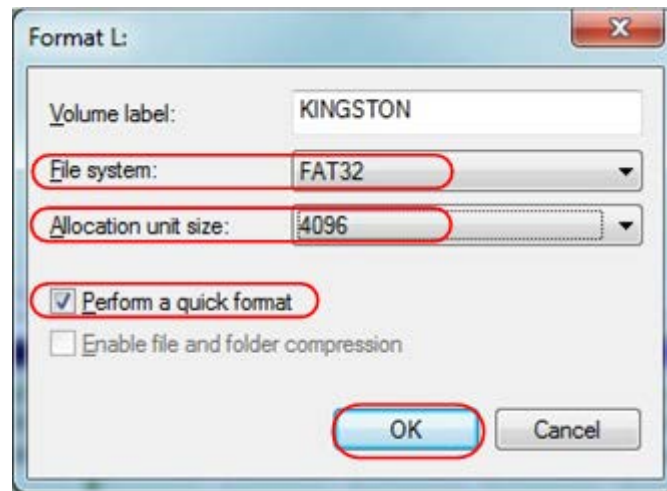 Format L:
Volume label: KINGSTON
File system: FAT32
Allocation unit size: 4096
Perform a quick format
Enable file and folder compression
OK Cancel